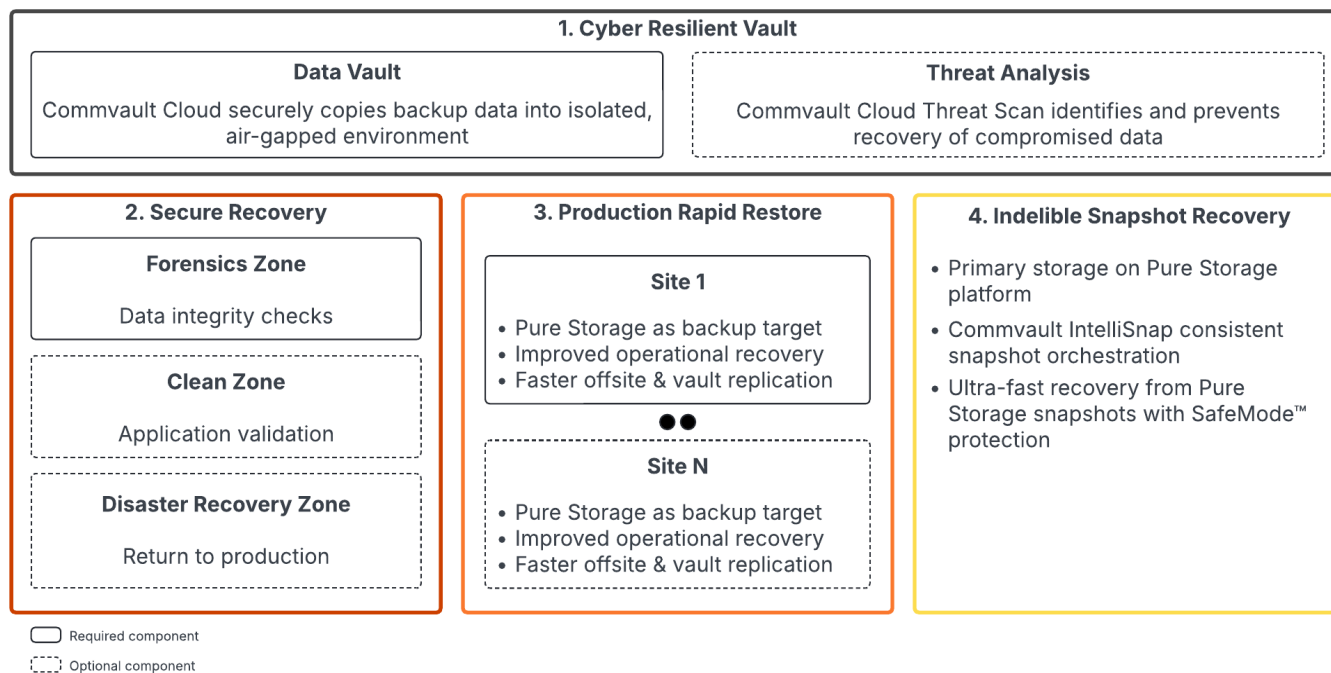 1. Cyber Resilient Vault
Data Vault
Commvault Cloud securely copies backup data into isolated,
air-gapped environment
Threat Analysis
Commvault Cloud Threat Scan identifies and prevents
recovery of compromised data
2. Secure Recovery
Forensics Zone
Data integrity checks
Clean Zone
Application validation
Disaster Recovery Zone
Return to production
3. Production Rapid Restore
Site 1
• Pure Storage as backup target
• Improved operational recovery
• Faster offsite & vault replication
Site N
• Pure Storage as backup target
• Improved operational recovery
• Faster offsite & vault replication
4. Indelible Snapshot Recovery
• Primary storage on Pure Storage
platform
• Commvault IntelliSnap consistent
snapshot orchestration
• Ultra-fast recovery from Pure
Storage snapshots with SafeMode™
protection
Required component
Optional component